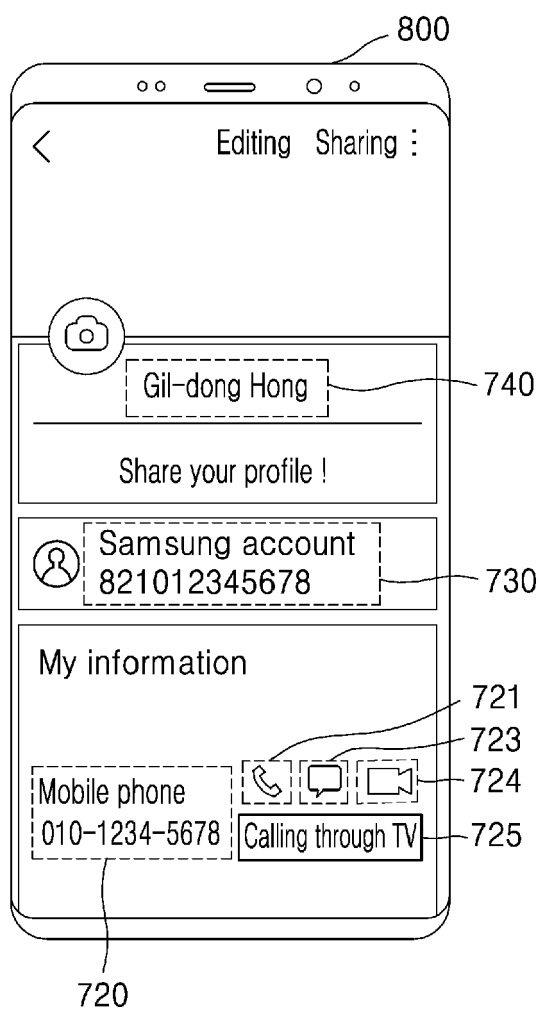 800
Editing Sharing
Gil-dong Hong
740
Share your profile !
Samsung account
821012345678
730
My information
721
723
724
Mobile phone
010-1234-5678
Calling through TV
725
720